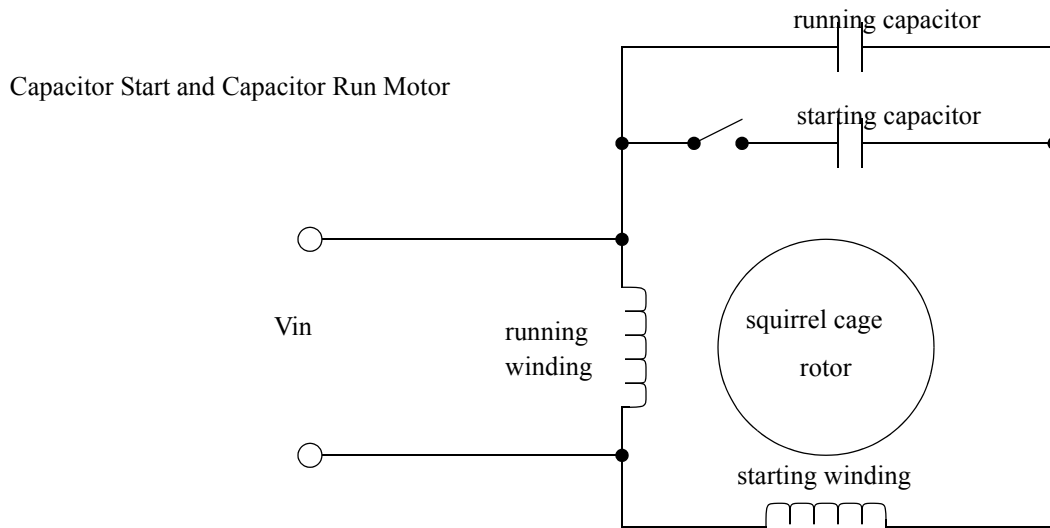 running capacitor
Capacitor Start and Capacitor Run Motor
starting capacitor
Vin
running
winding
squirrel cage
rotor
starting winding